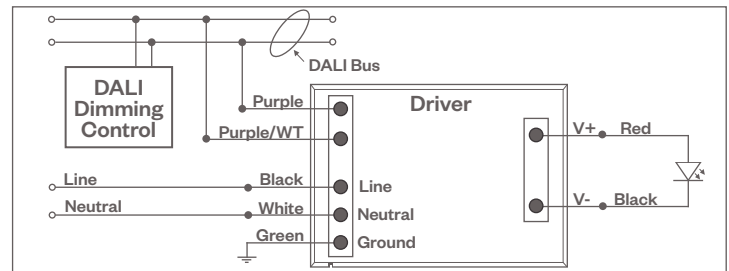 DALI Bus
DALI
Dimming
Control
Purple
Driver
Purple/WT
V+ Red
Line Black Line
Neutral White Neutral
V- Black
Green Ground